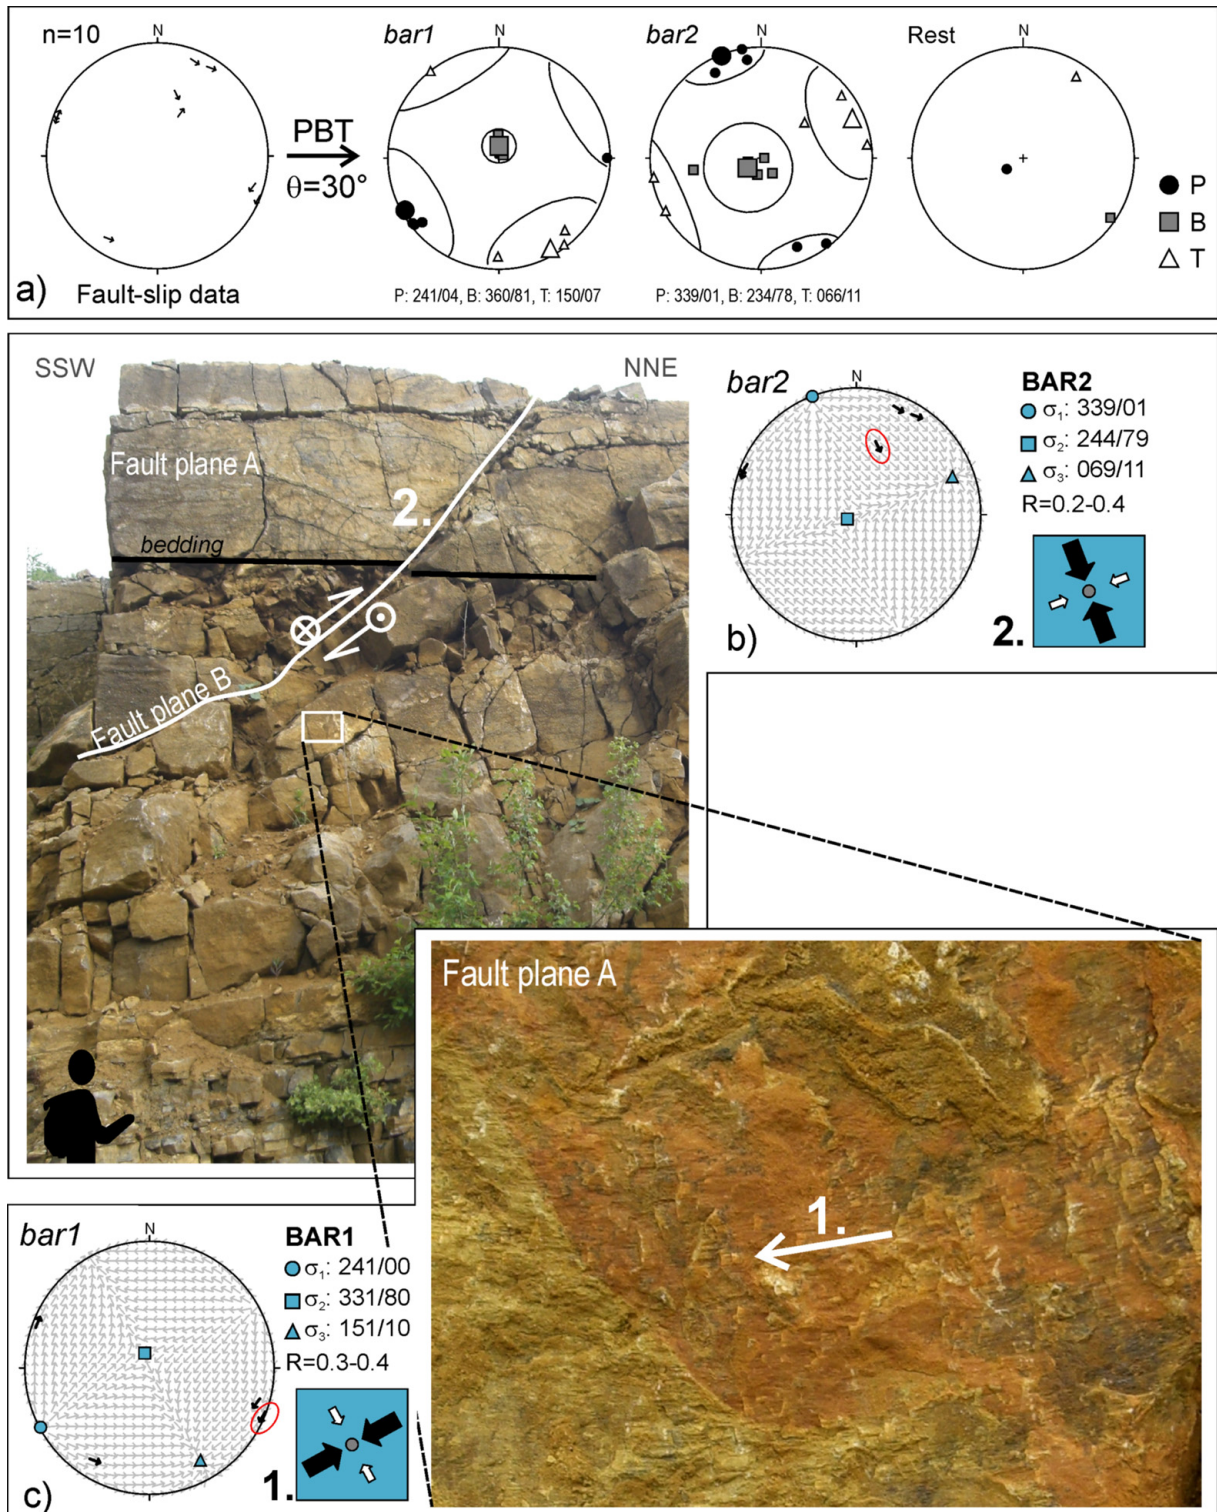 n=10
N
bar1
N
bar2
N
Rest
N
PBT
θ=30°
P
B
T
a)
Fault-slip data
P: 241/04, B: 360/81, T: 150/07
P: 339/01, B: 234/78, T: 066/11
SSW
NNE
Fault plane A
2.
bedding
Fault plane B
bar2
N
BAR2
σ₁: 339/01
σ₂: 244/79
σ₃: 069/11
R=0.2-0.4
b)
2.
Fault plane A
1.
bar1
N
BAR1
σ₁: 241/00
σ₂: 331/80
σ₃: 151/10
R=0.3-0.4
c)
1.